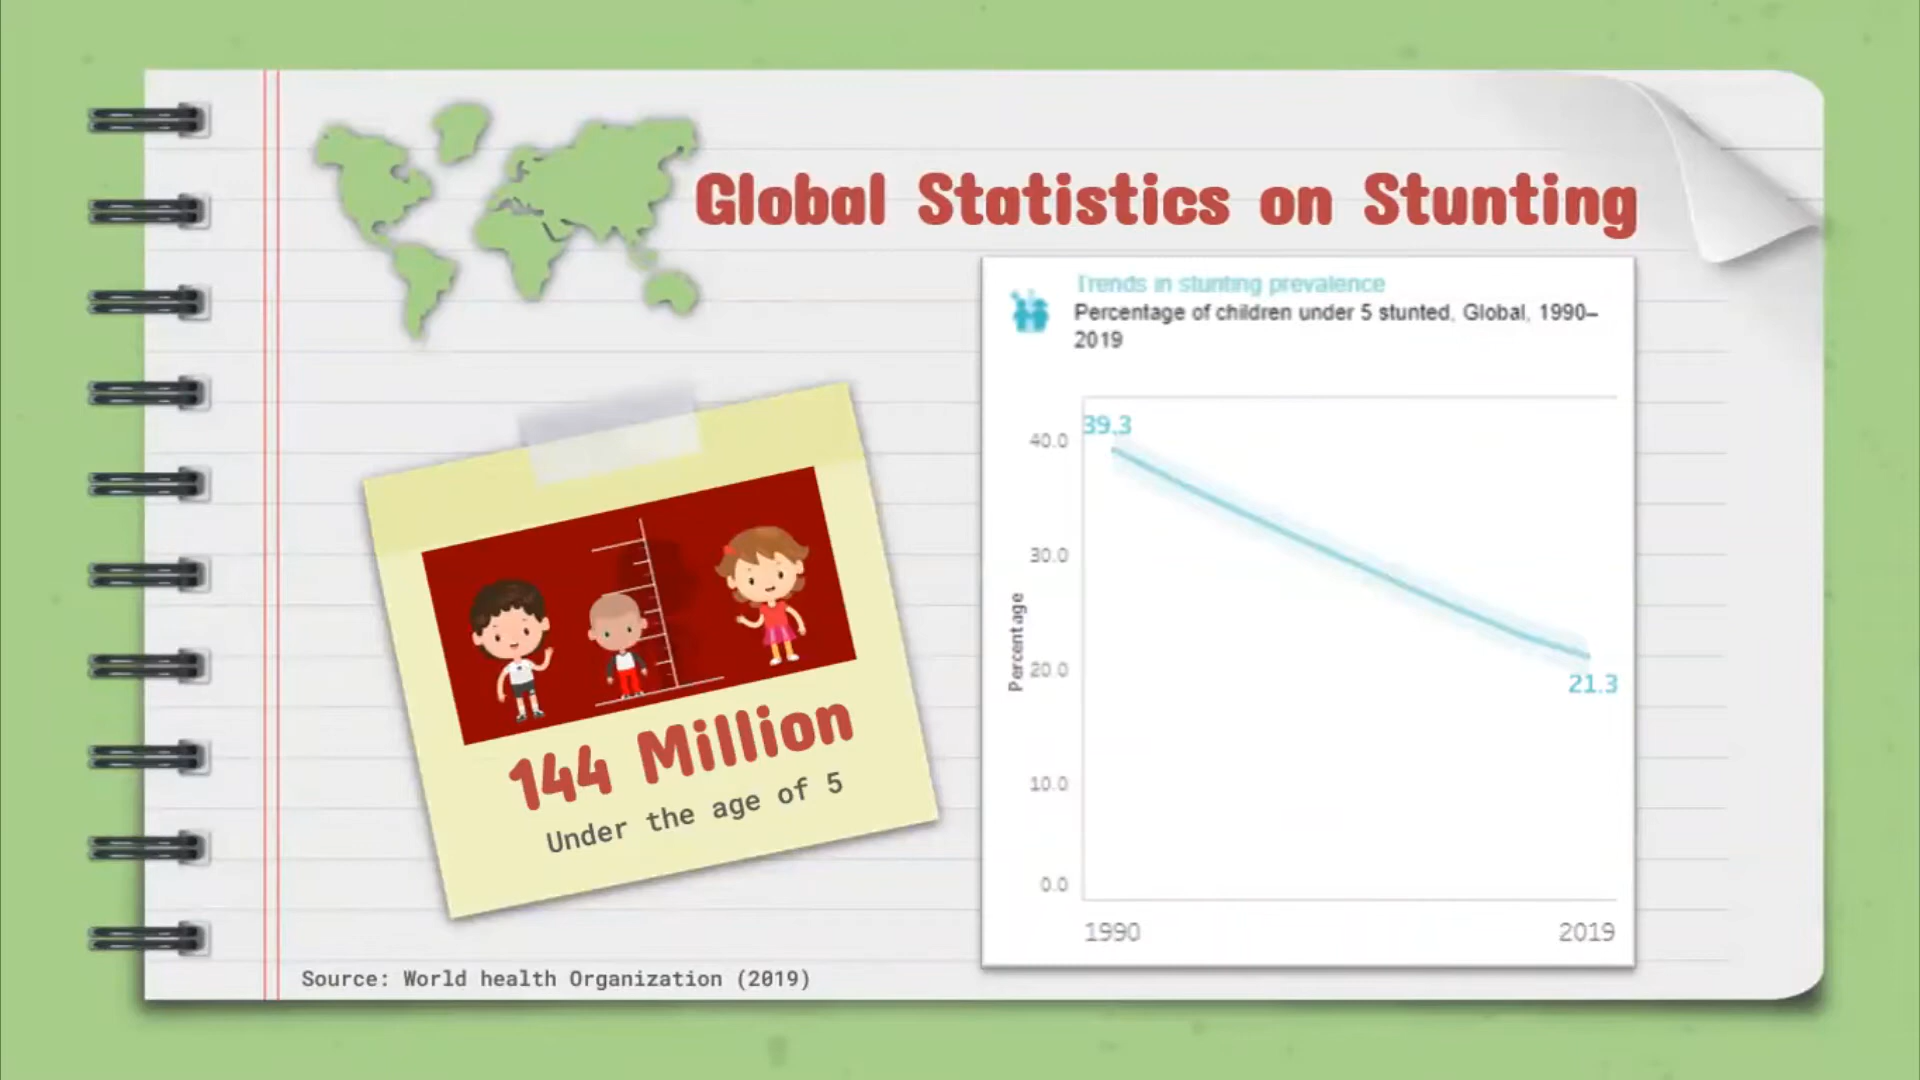 Global Statistics on Stunting
Trends in stunting prevalence
Percentage of children under 5 stunted, Global, 1990–
2019
39.3
40.0
30.0
20.0
10.0
0.0
Percentage
21.3
1990
2019
144 Million
Under the age of 5
Source: World health Organization (2019)